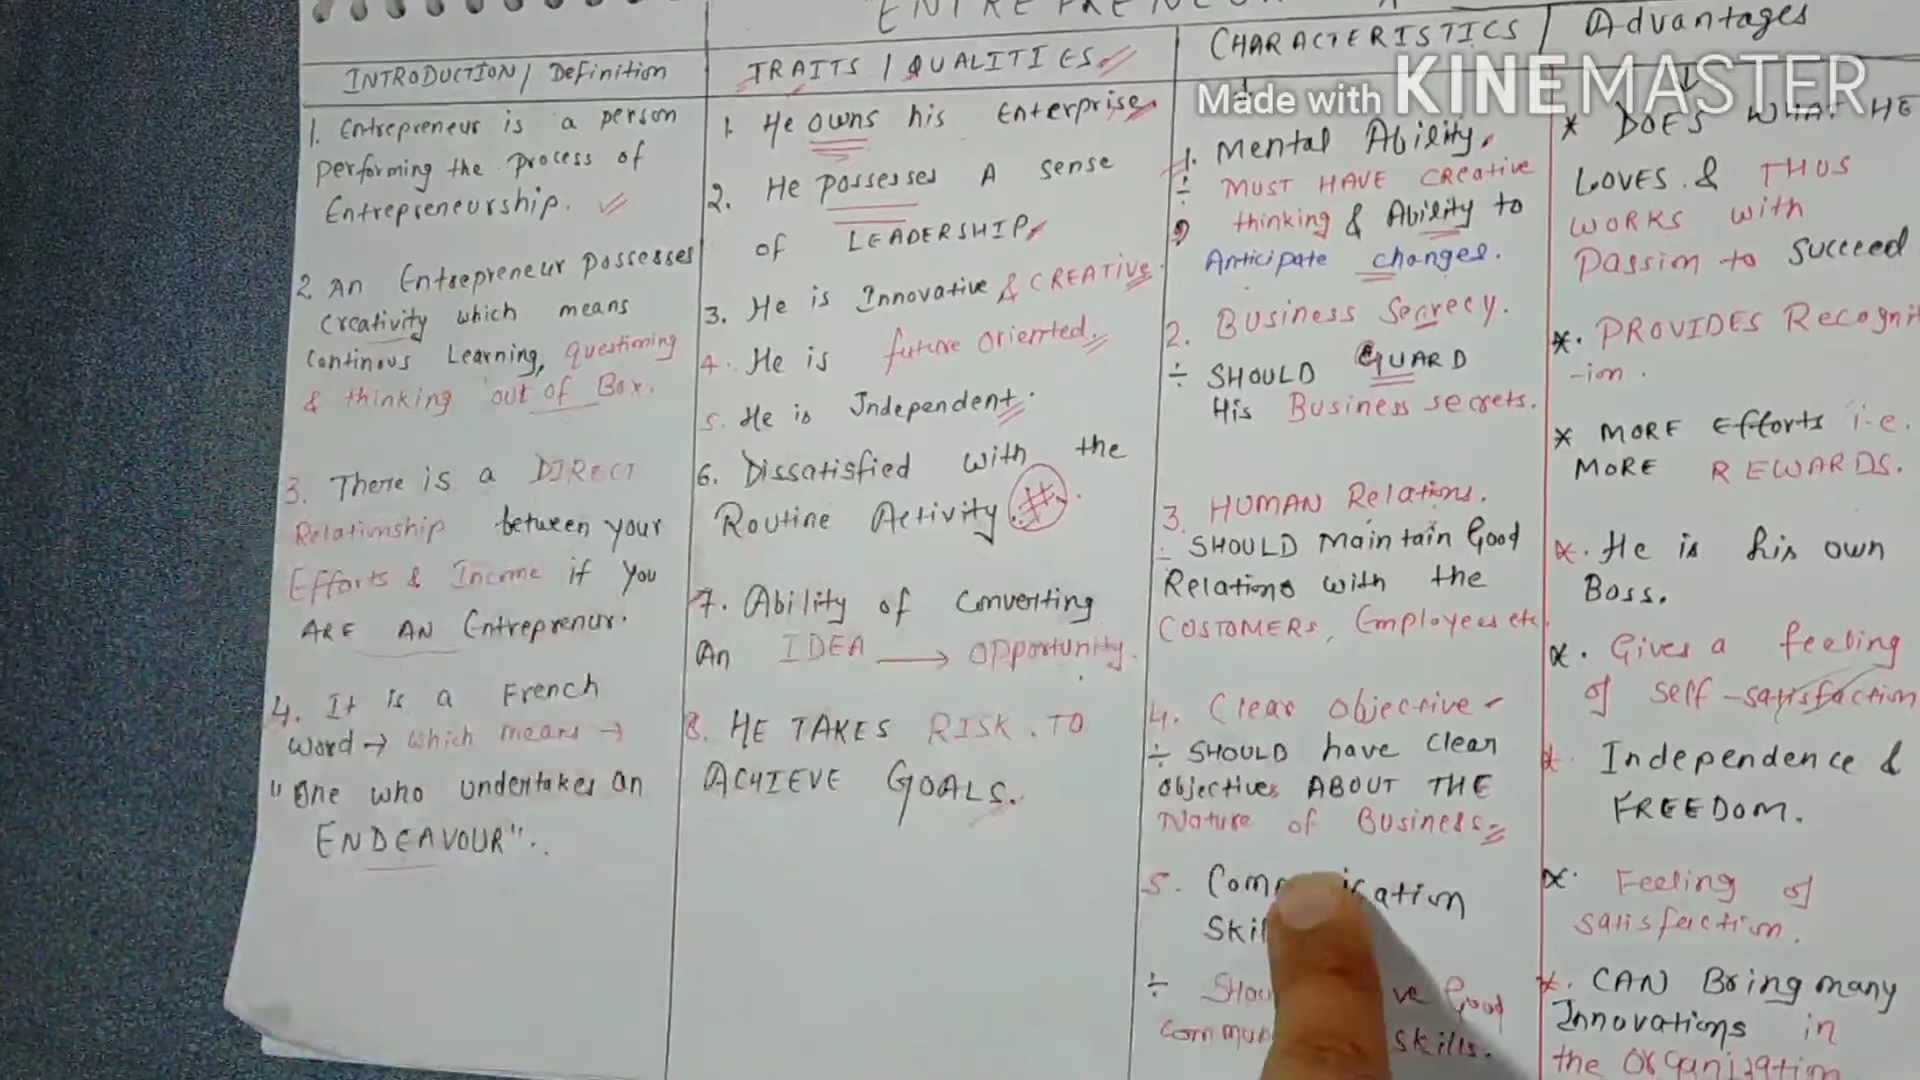 INTRODUCTION / Definition
1. Entrepreneur is a person
performing the process of
Entrepreneurship.
2 An Entrepreneur possesses
creativity which means
continous Learning, questioning
& thinking 'out of Box.
3. There is a DIRECT
Relationship between your
Efforts & Income if you
ARE AN Entreprenur.
4. It is a French
word → which means →
"One who undertakes an
ENDEAVOUR".
TRAITS / QUALITIES
1. He owns his Enterprise
2. He possesses A sense
of LEADERSHIP
3. He is Innovative & CREATIVE.
4. He is future oriented.
5. He is Independent.
6. Dissatisfied with the
Routine Activity
7. Ability of converting
An IDEA → opportunity.
8. HE TAKES RISK TO
ACHIEVE GOALS.
CHARACTERISTICS
Made with KINEMASTER
1. Mental Ability
÷ MUST HAVE creative
thinking & Ability to
Anticipate changes.
2. Business Secrecy.
÷ SHOULD GUARD
His Business secrets.
3. HUMAN Relations.
÷ SHOULD Maintain Good
Relations with the
COSTOMERS, Employees etc
4. Clear objective -
÷ SHOULD have clear
objectives ABOUT THE
Nature of Business
5.
÷
skills.
Advantages
* DOES WHAT HE
LOVES & THUS
WORKS with
Passion to succeed
* PROVIDES Recognit
-ion.
* MORE Efforts i.e.
MORE REWARDS.
* He is his own
Boss.
* Gives a feeling
of self-satisfaction
* Independence &
FREEDOM.
* Feeling of
satisfaction.
* CAN Bring many
Innovations in
the Organization